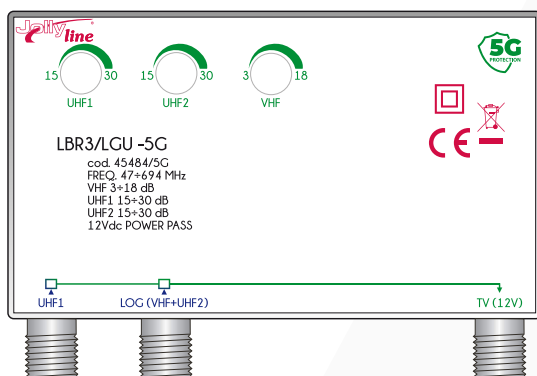 Jolly line
5G
PROTECTION
15 30 15 30 3 18
UHF1 UHF2 VHF
LBR3/LGU -5G
cod. 45484/5G
FREQ. 47÷694 MHz
VHF 3÷18 dB
UHF1 15÷30 dB
UHF2 15÷30 dB
12Vdc POWER PASS
CE
UHF1 LOG (VHF+UHF2) TV (12V)